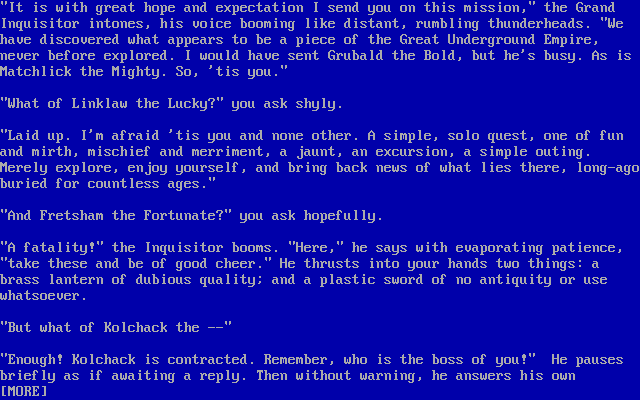 "It is with great hope and expectation I send you on this mission," the Grand
Inquisitor intones, his voice booming like distant, rumbling thunderheads. "We
have discovered what appears to be a piece of the Great Underground Empire,
never before explored. I would have sent Grubald the Bold, but he's busy. As is
Matchlick the Mighty. So, 'tis you."
"What of Linklaw the Lucky?" you ask shyly.
"Laid up. I'm afraid 'tis you and none other. A simple, solo quest, one of fun
and mirth, mischief and merriment, a jaunt, an excursion, a simple outing.
Merely explore, enjoy yourself, and bring back news of what lies there, long-ago
buried for countless ages."
"And Fretsham the Fortunate?" you ask hopefully.
"A fatality!" the Inquisitor booms. "Here," he says with evaporating patience,
"take these and be of good cheer." He thrusts into your hands two things: a
brass lantern of dubious quality; and a plastic sword of no antiquity or use
whatsoever.
"But what of Kolchack the --"
"Enough! Kolchack is contracted. Remember, who is the boss of you!"  He pauses
briefly as if awaiting a reply. Then without warning, he answers his own
[MORE]